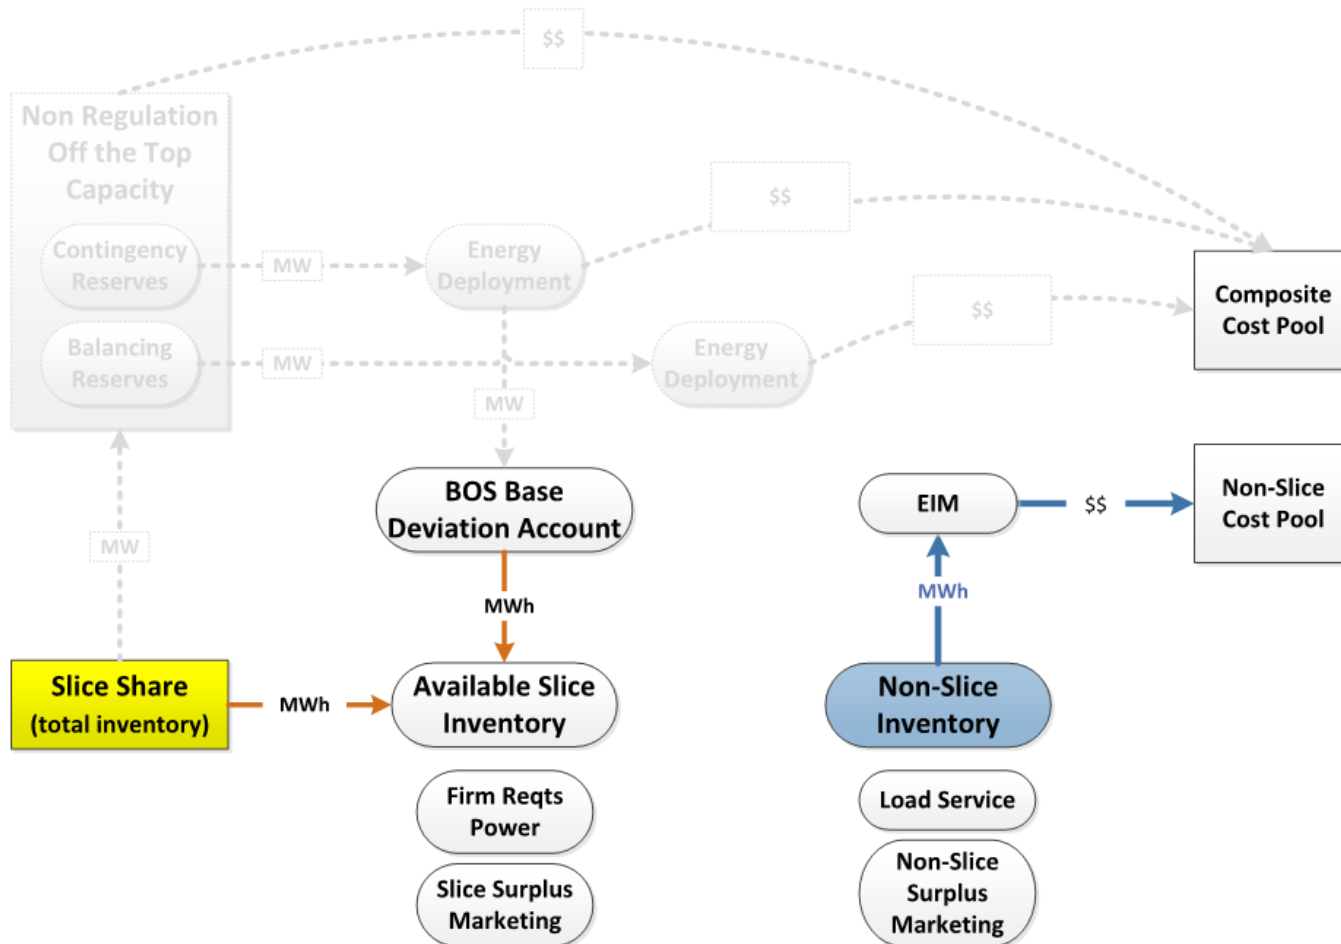 $$
Non Regulation
Off the Top
Capacity
Contingency
Reserves
MW
Energy
Deployment
$$
Balancing
Reserves
MW
Energy
Deployment
$$
Composite
Cost Pool
MW
MW
BOS Base
Deviation Account
EIM
$$
Non-Slice
Cost Pool
MWh
MWh
Slice Share
(total inventory)
MWh
Available Slice
Inventory
Non-Slice
Inventory
Firm Reqts
Power
Load Service
Slice Surplus
Marketing
Non-Slice
Surplus
Marketing